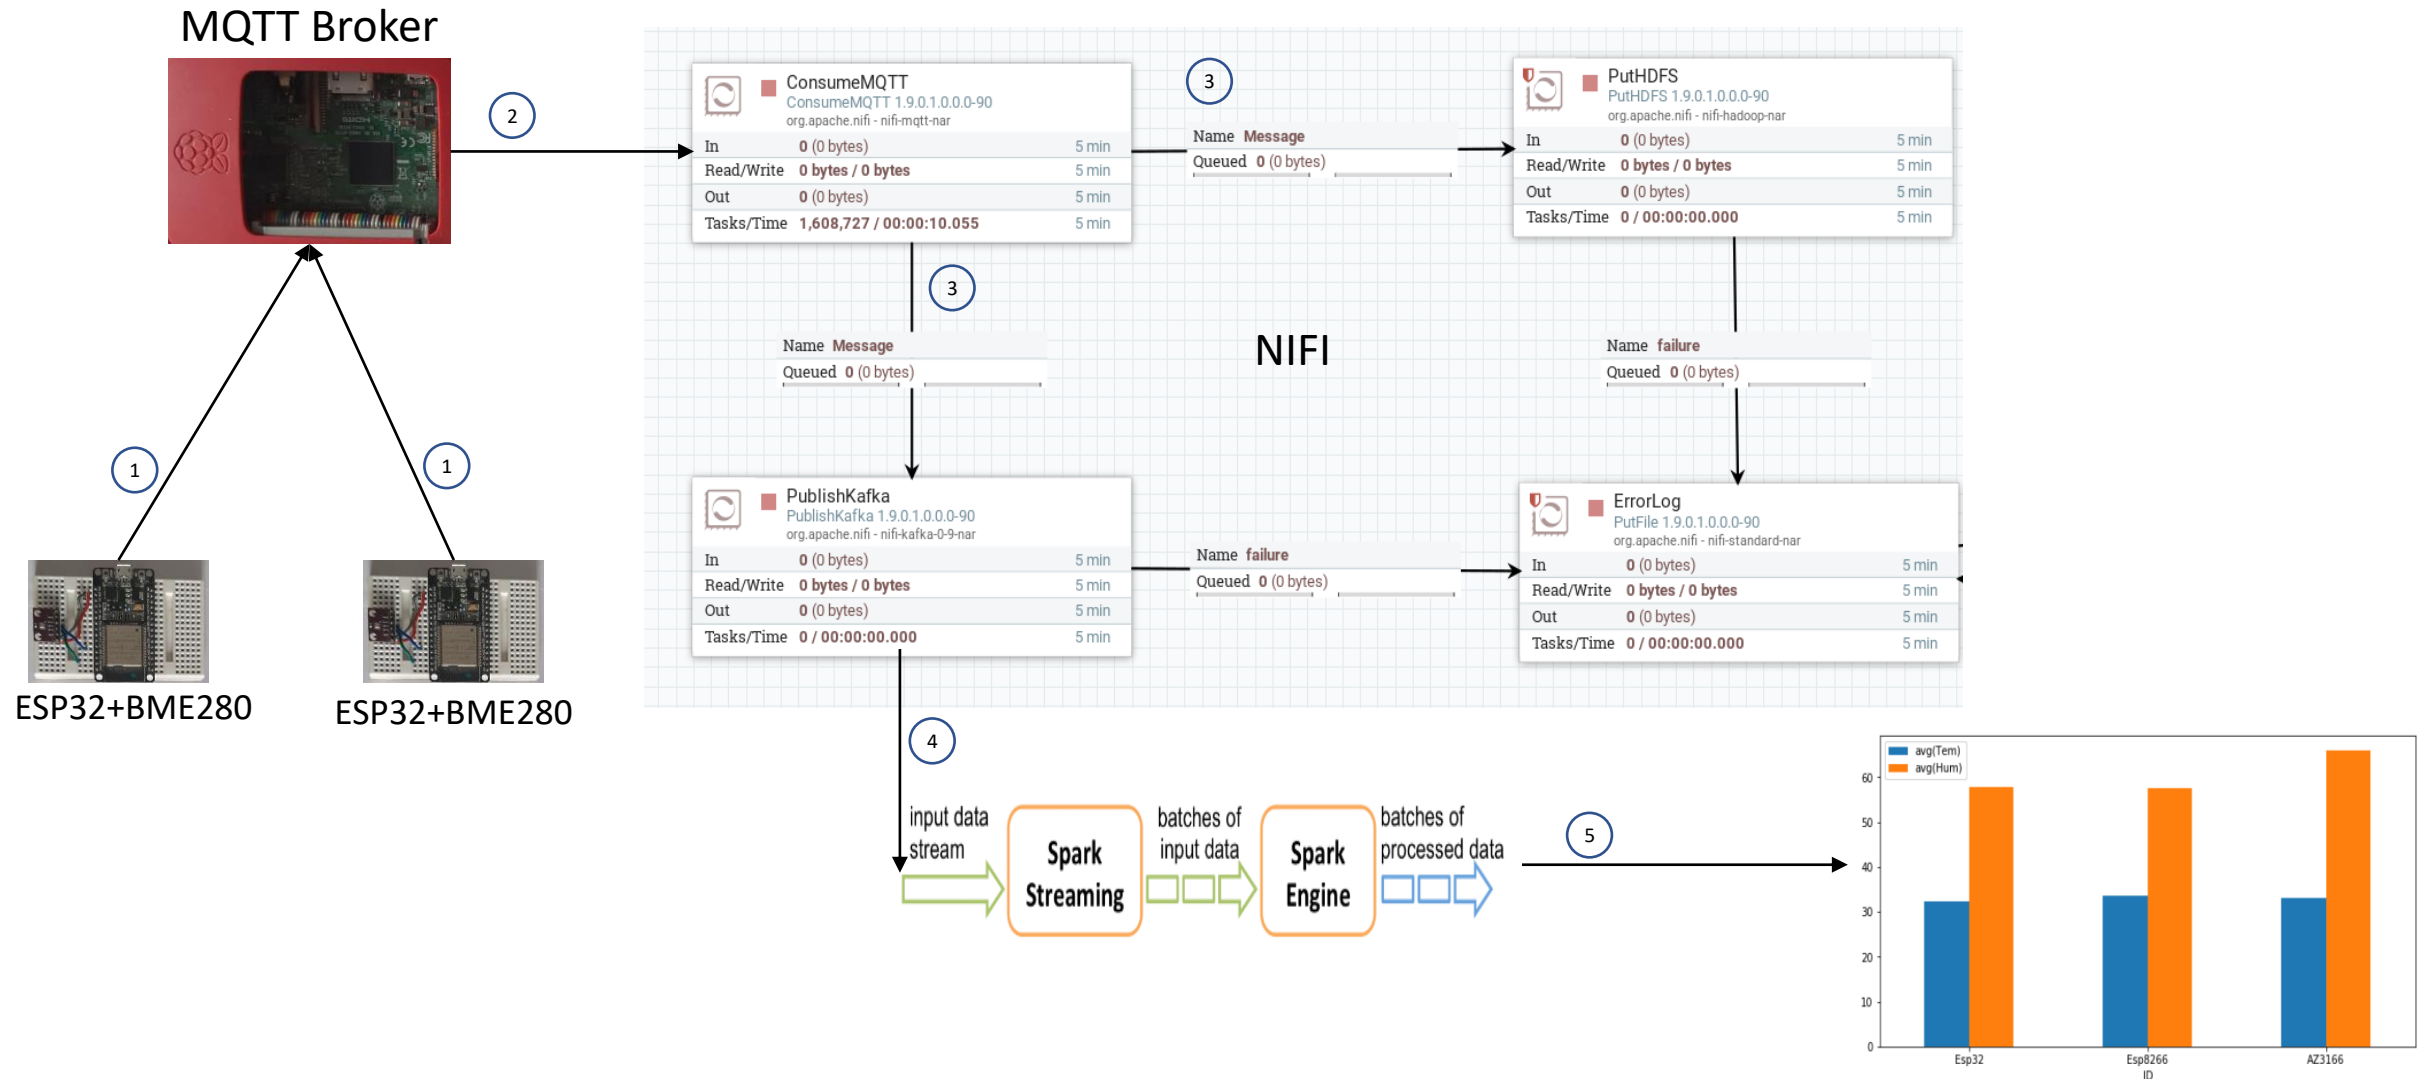 MQTT Broker
2
1
1
ESP32+BME280
ESP32+BME280
ConsumeMQTT
ConsumeMQTT 1.9.0.1.0.0.0-90
org.apache.nifi - nifi-mqtt-nar
In 0 (0 bytes) 5 min
Read/Write 0 bytes / 0 bytes 5 min
Out 0 (0 bytes) 5 min
Tasks/Time 1,608,727 / 00:00:10.055 5 min
3
Name Message
Queued 0 (0 bytes)
PutHDFS
PutHDFS 1.9.0.1.0.0.0-90
org.apache.nifi - nifi-hadoop-nar
In 0 (0 bytes) 5 min
Read/Write 0 bytes / 0 bytes 5 min
Out 0 (0 bytes) 5 min
Tasks/Time 0 / 00:00:00.000 5 min
3
Name Message
Queued 0 (0 bytes)
NIFI
Name failure
Queued 0 (0 bytes)
PublishKafka
PublishKafka 1.9.0.1.0.0.0-90
org.apache.nifi - nifi-kafka-0-9-nar
In 0 (0 bytes) 5 min
Read/Write 0 bytes / 0 bytes 5 min
Out 0 (0 bytes) 5 min
Tasks/Time 0 / 00:00:00.000 5 min
Name failure
Queued 0 (0 bytes)
ErrorLog
PutFile 1.9.0.1.0.0.0-90
org.apache.nifi - nifi-standard-nar
In 0 (0 bytes) 5 min
Read/Write 0 bytes / 0 bytes 5 min
Out 0 (0 bytes) 5 min
Tasks/Time 0 / 00:00:00.000 5 min
4
input data
stream
Spark
Streaming
batches of
input data
Spark
Engine
batches of
processed data
5
avg(Tem)
avg(Hum)
60
50
40
30
20
10
0
Esp32 Esp8266 AZ3166
ID